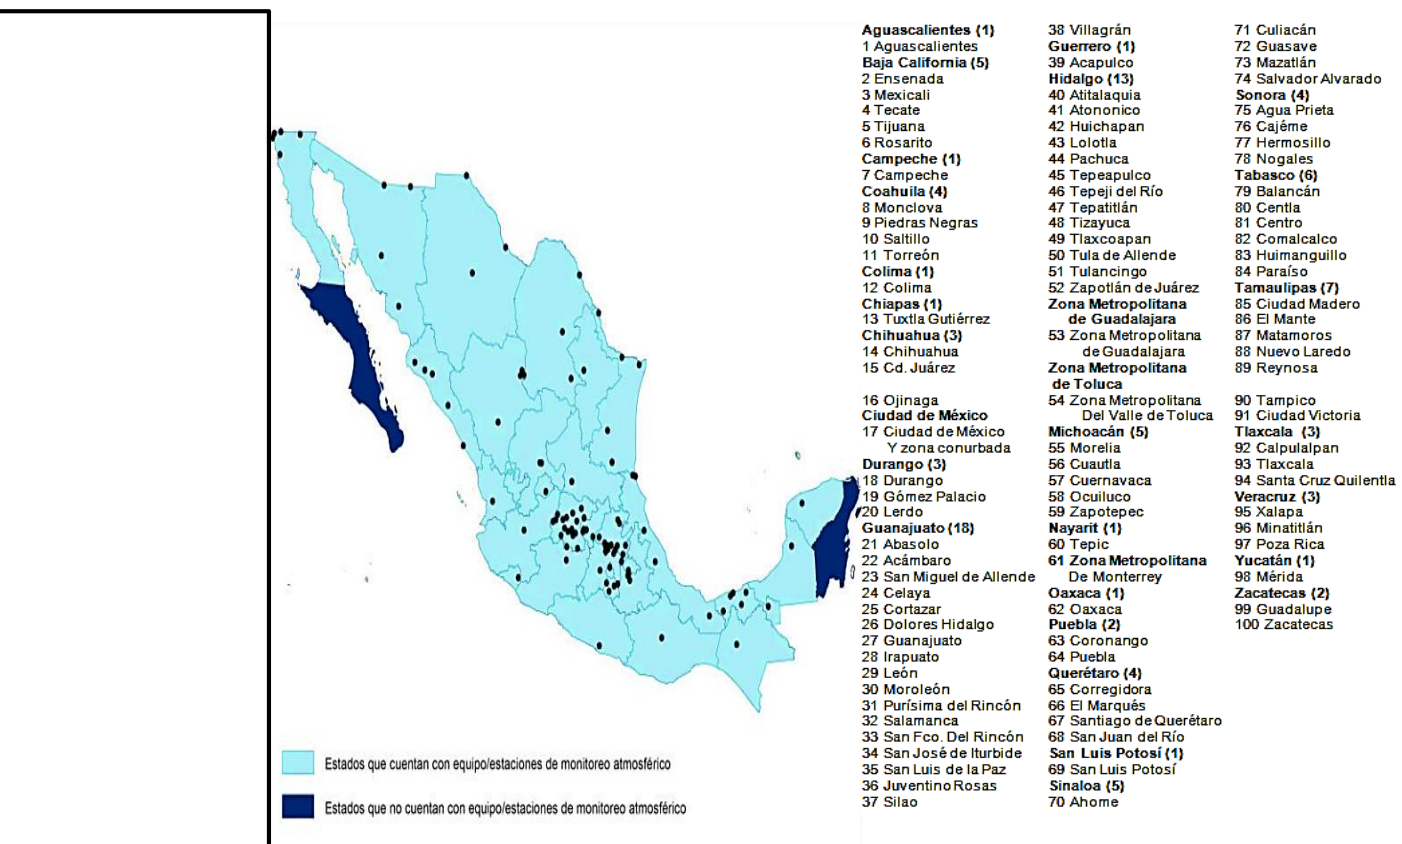 Aguascalientes (1)
1 Aguascalientes
Baja California (5)
2 Ensenada
3 Mexicali
4 Tecate
5 Tijuana
6 Rosarito
Campeche (1)
7 Campeche
Coahuila (4)
8 Monclova
9 Piedras Negras
10 Saltillo
11 Torreón
Colima (1)
12 Colima
Chiapas (1)
13 Tuxtla Gutiérrez
Chihuahua (3)
14 Chihuahua
15 Cd. Juárez
16 Ojinaga
Ciudad de México
17 Ciudad de México
Y zona conurbada
Durango (3)
18 Durango
19 Gómez Palacio
20 Lerdo
Guanajuato (18)
21 Abasolo
22 Acámbaro
23 San Miguel de Allende
24 Celaya
25 Cortazar
26 Dolores Hidalgo
27 Guanajuato
28 Irapuato
29 León
30 Moroleón
31 Purísima del Rincón
32 Salamanca
33 San Fco. Del Rincón
34 San José de Iturbide
35 San Luis de la Paz
36 Juventino Rosas
37 Silao
38 Villagrán
Guerrero (1)
39 Acapulco
Hidalgo (13)
40 Atitalaquia
41 Atononico
42 Huichapan
43 Lolotla
44 Pachuca
45 Tepeapulco
46 Tepeji del Río
47 Tepatitlán
48 Tizayuca
49 Tlaxcoapan
50 Tula de Allende
51 Tulancingo
52 Zapotlán de Juárez
Zona Metropolitana
de Guadalajara
53 Zona Metropolitana
de Guadalajara
Zona Metropolitana
de Toluca
54 Zona Metropolitana
Del Valle de Toluca
Michoacán (5)
55 Morelia
56 Cuautla
57 Cuernavaca
58 Ocuiluco
59 Zapotepec
Nayarit (1)
60 Tepic
61 Zona Metropolitana
De Monterrey
Oaxaca (1)
62 Oaxaca
Puebla (2)
63 Coronango
64 Puebla
Querétaro (4)
65 Corregidora
66 El Marqués
67 Santiago de Querétaro
68 San Juan del Río
San Luis Potosí (1)
69 San Luis Potosí
Sinaloa (5)
70 Ahome
71 Culiacán
72 Guasave
73 Mazatlán
74 Salvador Alvarado
Sonora (4)
75 Agua Prieta
76 Cajéme
77 Hermosillo
78 Nogales
Tabasco (6)
79 Balancán
80 Centla
81 Centro
82 Comalcalco
83 Huimanguillo
84 Paraíso
Tamaulipas (7)
85 Ciudad Madero
86 El Mante
87 Matamoros
88 Nuevo Laredo
89 Reynosa
90 Tampico
91 Ciudad Victoria
Tlaxcala (3)
92 Calpulalpan
93 Tlaxcala
94 Santa Cruz Quilentla
Veracruz (3)
95 Xalapa
96 Minatitlán
97 Poza Rica
Yucatán (1)
98 Mérida
Zacatecas (2)
99 Guadalupe
100 Zacatecas
Estados que cuentan con equipo/estaciones de monitoreo atmosférico
Estados que no cuentan con equipo/estaciones de monitoreo atmosférico